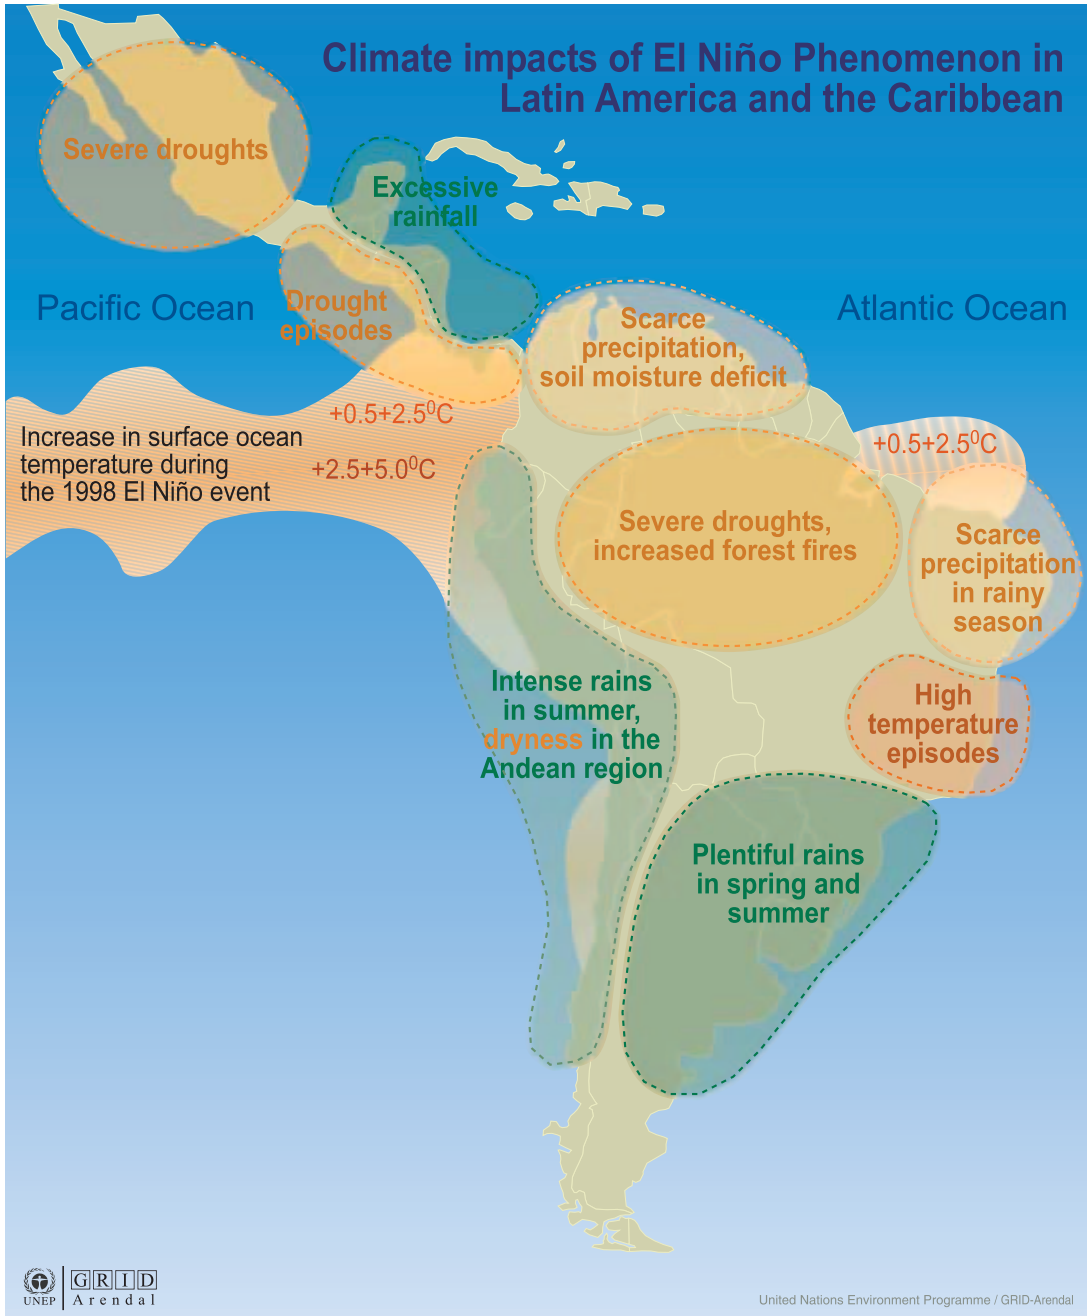 Climate impacts of El Niño Phenomenon in
Latin America and the Caribbean
Severe droughts
Excessive
rainfall
Pacific Ocean
Drought
episodes
Atlantic Ocean
Scarce
precipitation,
soil moisture deficit
+0.5+2.5⁰C
Increase in surface ocean
temperature during
the 1998 El Niño event
+2.5+5.0⁰C
+0.5+2.5⁰C
Severe droughts,
increased forest fires
Scarce
precipitation
in rainy
season
Intense rains
in summer,
dryness in the
Andean region
High
temperature
episodes
Plentiful rains
in spring and
summer
UNEP
GRID
Arendal
United Nations Environment Programme / GRID-Arendal